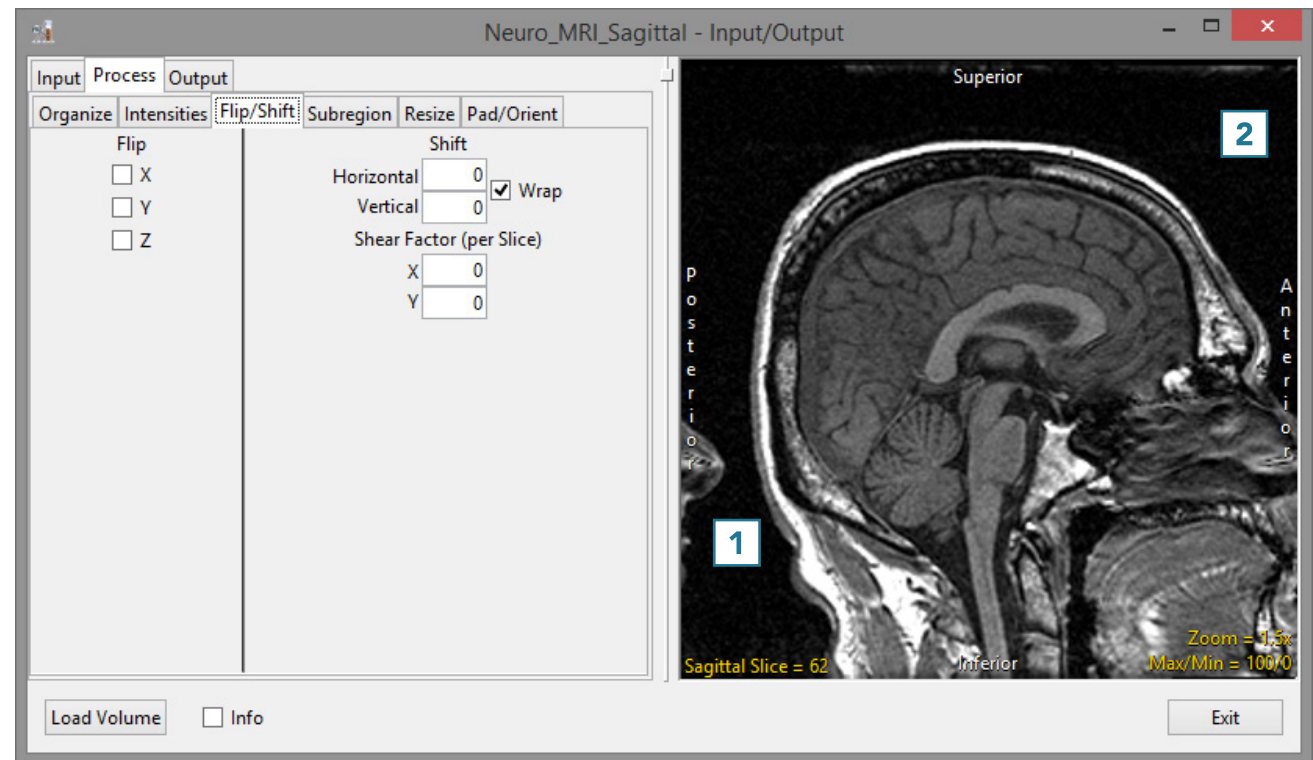 Neuro_MRI_Sagittal - Input/Output
Input Process Output
Organize Intensities Flip/Shift Subregion Resize Pad/Orient
Flip
X
Y
Z
Shift
Horizontal 0
Vertical 0
Wrap
Shear Factor (per Slice)
X 0
Y 0
Superior
2
Posterior
Anterior
1
Sagittal Slice = 62
Inferior
Zoom = 1.5x
Max/Min = 100/0
Load Volume
Info
Exit